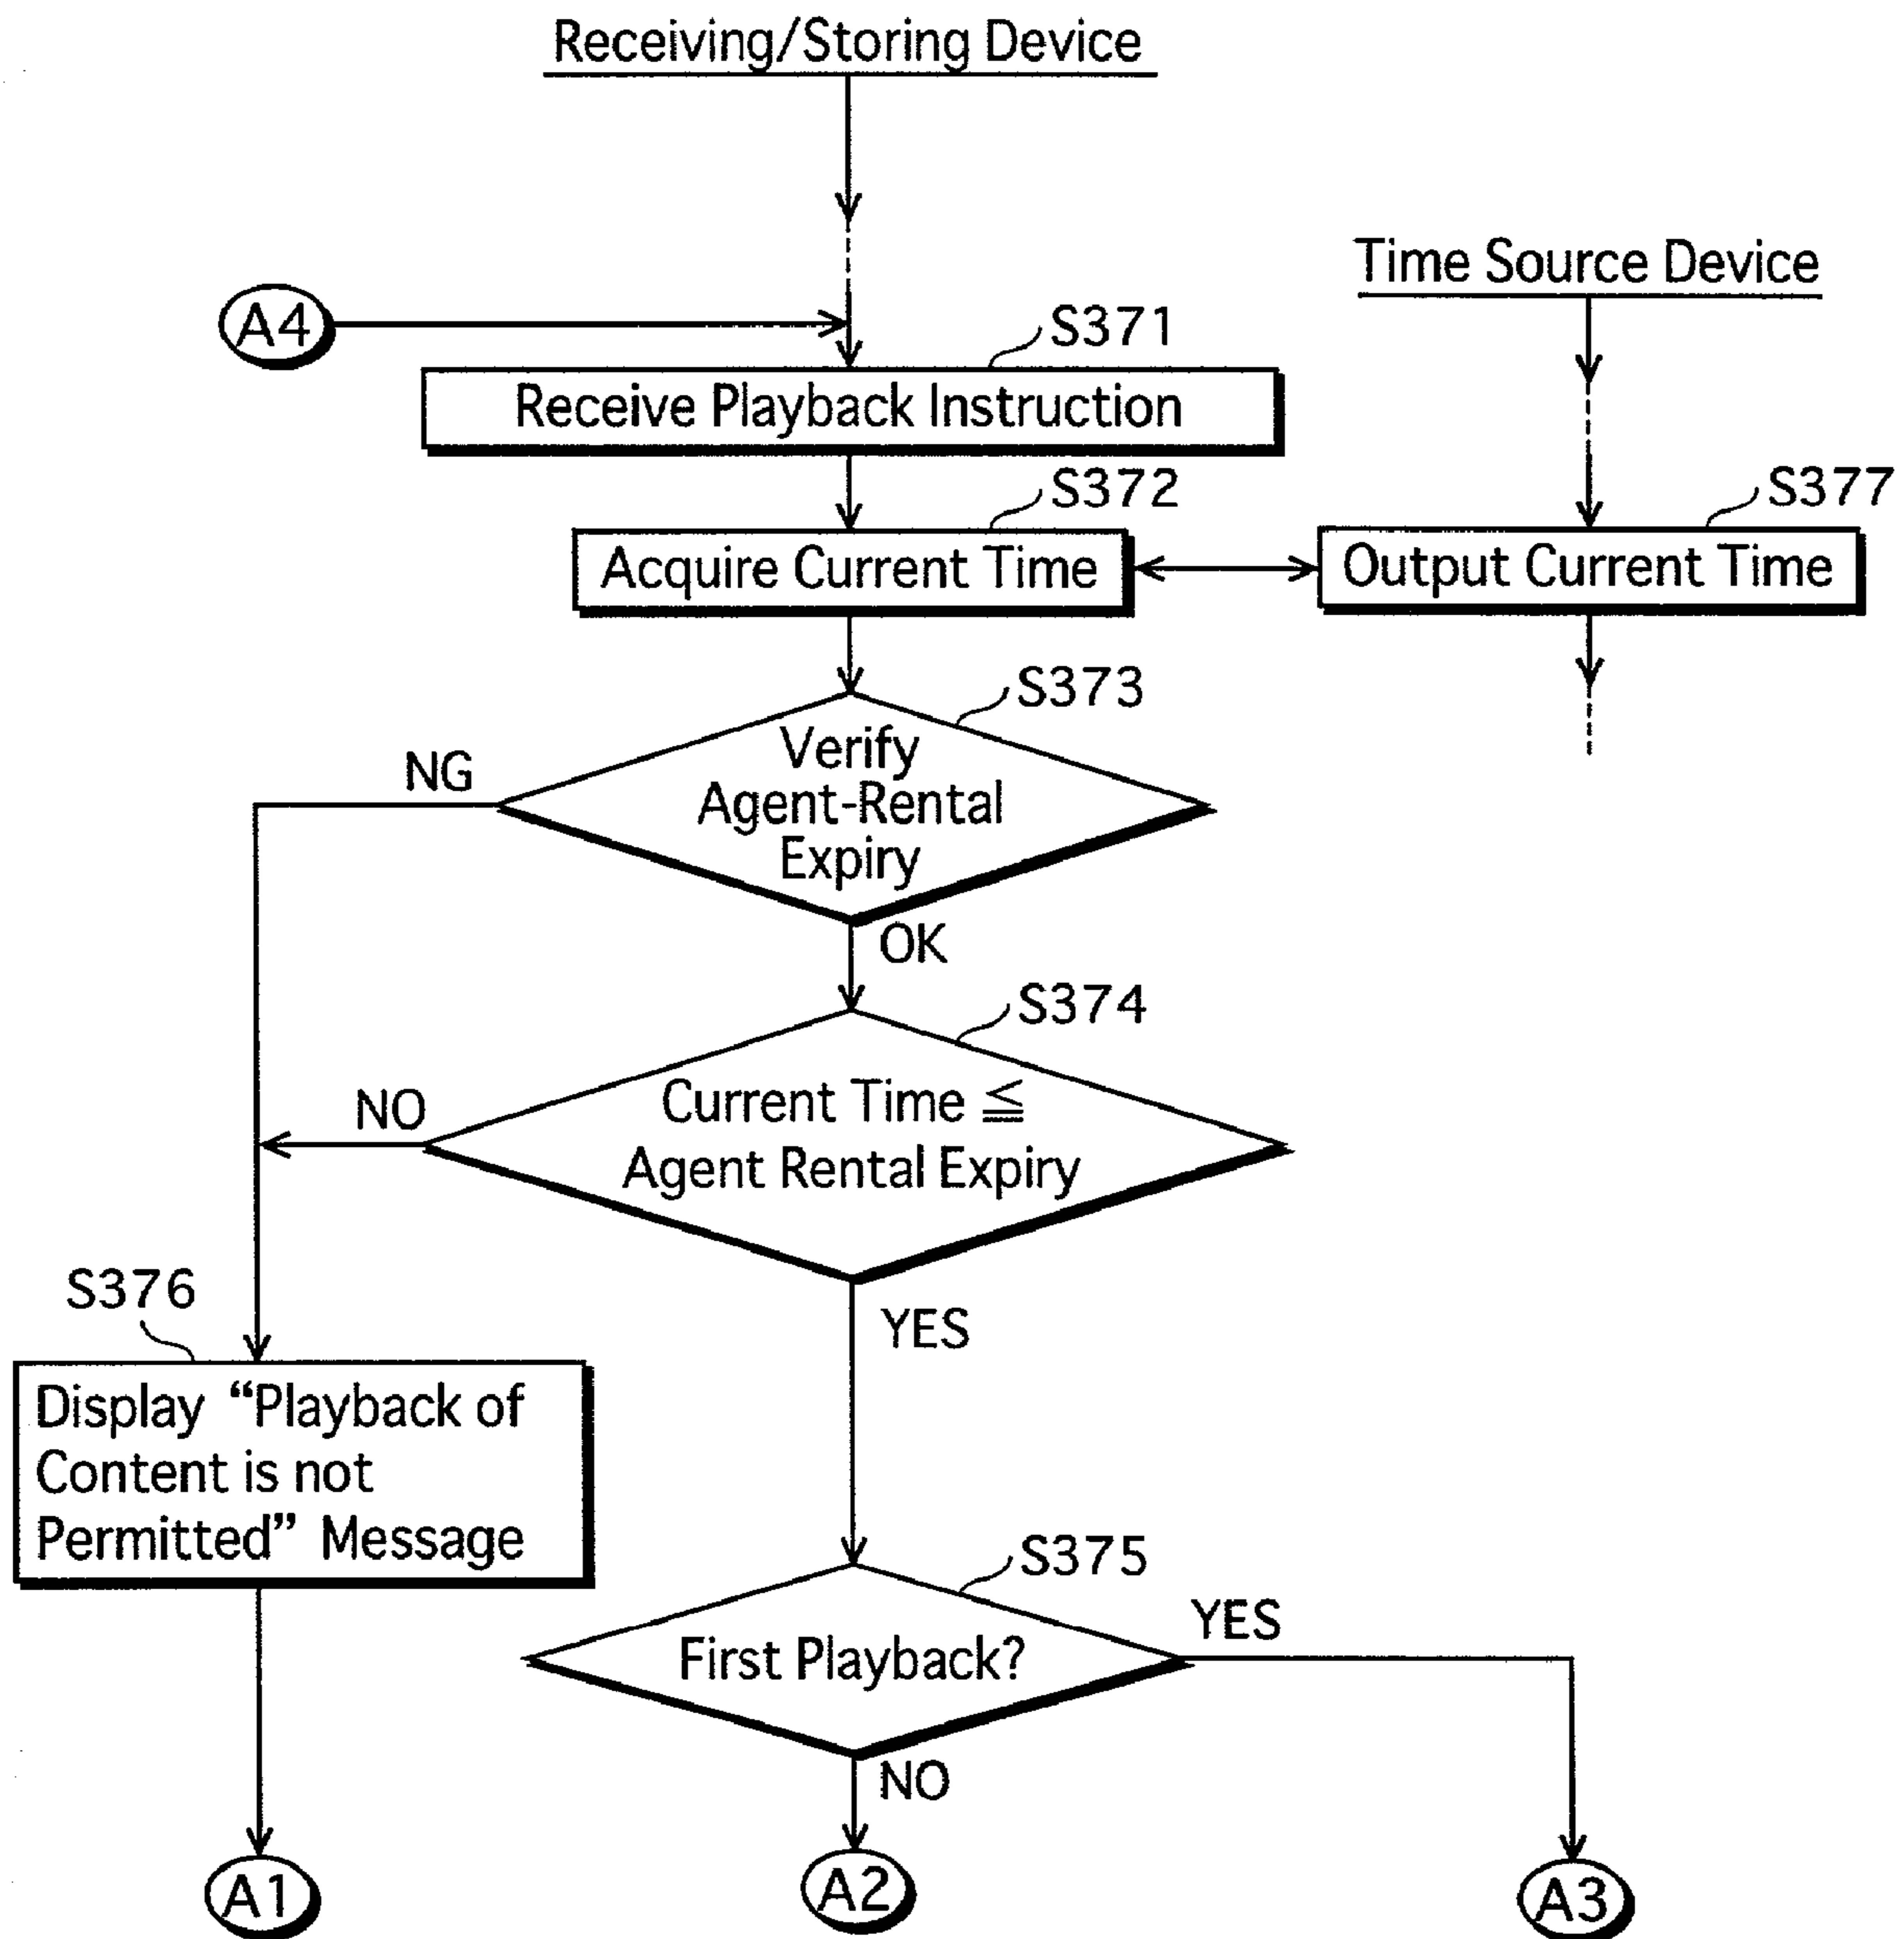 Receiving/Storing Device
Time Source Device
A4
S371
Receive Playback Instruction
S372
S377
Acquire Current Time
Output Current Time
S373
Verify
Agent-Rental
Expiry
NG
OK
S374
Current Time ≦
Agent Rental Expiry
NO
YES
S376
Display “Playback of
Content is not
Permitted” Message
S375
First Playback?
YES
NO
A1
A2
A3